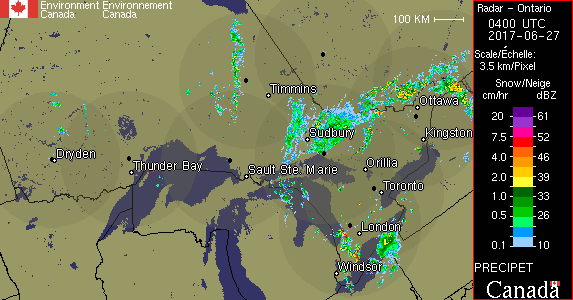 Environment Environnement
Canada Canada
100 KM
Timmins
Ottawa
Sudbury
Kingston
Dryden
Thunder Bay
Sault Ste. Marie
Orillia
Toronto
London
Windsor
Radar - Ontario
0400 UTC
2017-06-27
Scale/Échelle:
3.5 km/Pixel
Snow/Neige
cm/hr dBZ
20 61
7.5 52
4.0 46
2.0 39
1.0 33
0.5 26
0.1 10
PRECIPET
Canada